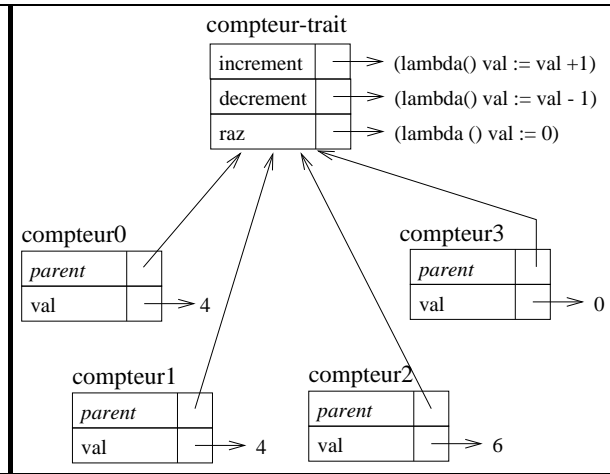 compteur-trait
increment (lambda() val := val +1)
decrement (lambda() val := val - 1)
raz (lambda () val := 0)
compteur0
parent
val 4
compteur3
parent
val 0
compteur1
parent
val 4
compteur2
parent
val 6